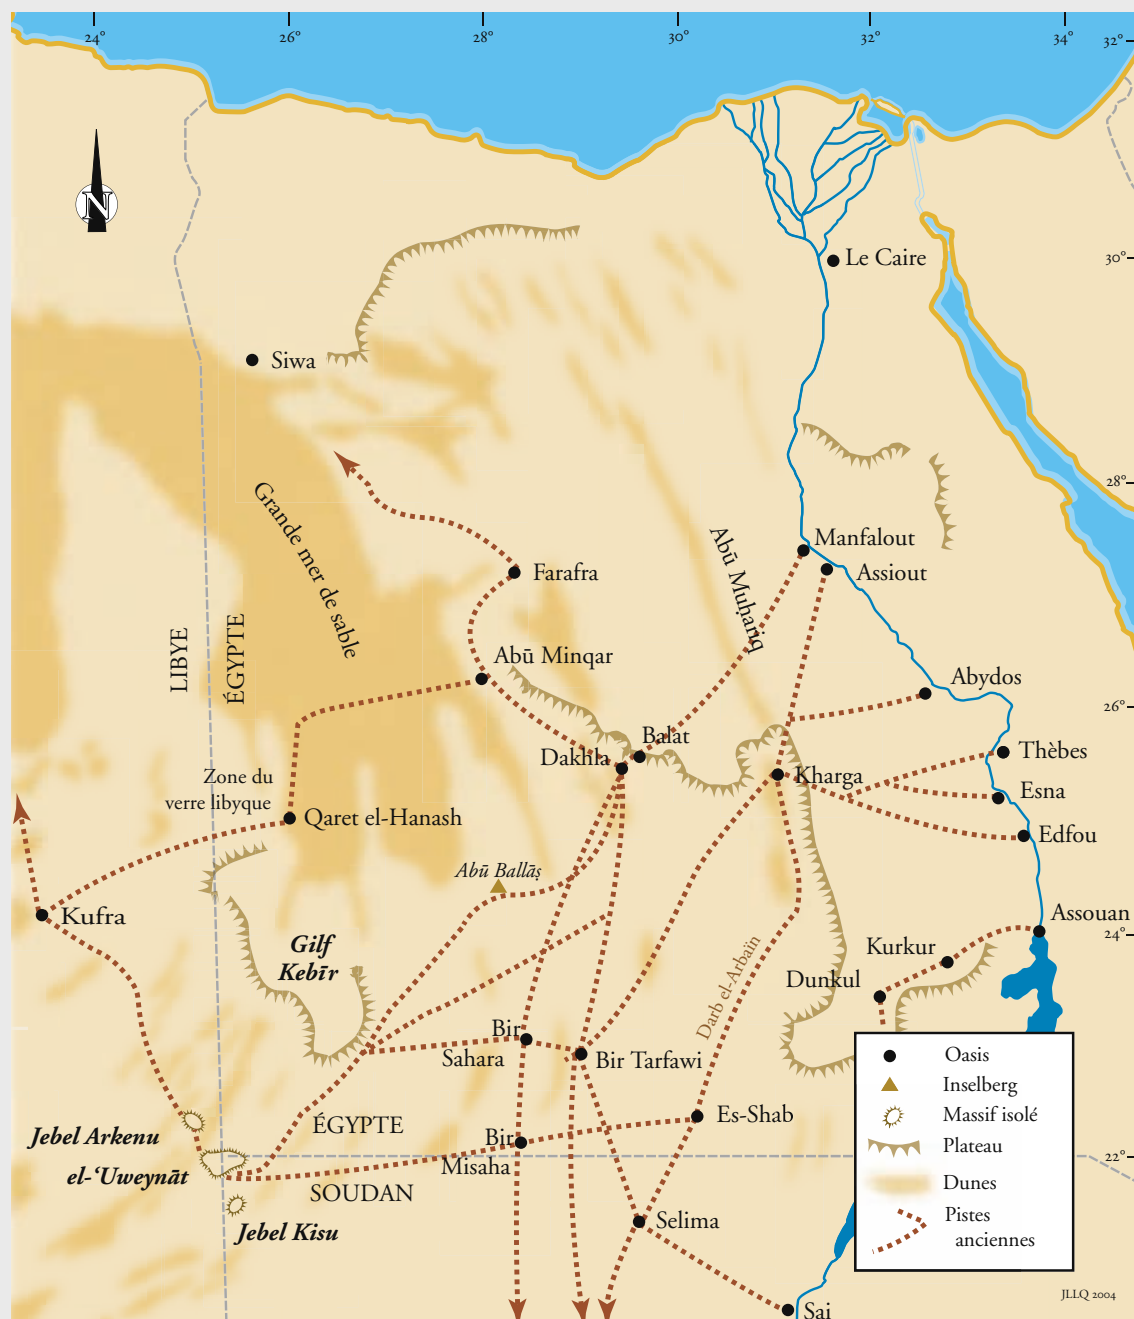 24°
26°
28°
30°
32°
34°
32°
N
Le Caire
30°
Siwa
28°
Grande mer de sable
Abū Muḥariq
Manfalout
Assiout
Farafra
LIBYE
ÉGYPTE
Abū Minqar
Abydos
26°
Balat
Dakhla
Thèbes
Kharga
Esna
Zone du
verre libyque
Qaret el-Hanash
Edfou
Abū Ballāṣ
Kufra
Assouan
24°
Gilf
Kebīr
Kurkur
Dunkul
Darb el-Arbaïn
Bir
Sahara
Bir Tarfawi
Oasis
Inselberg
Massif isolé
Plateau
Dunes
Pistes
anciennes
Es-Shab
ÉGYPTE
Jebel Arkenu
Bir
Misaha
22°
el-‘Uweynāt
SOUDAN
Jebel Kisu
Selima
JLLQ 2004
Sai